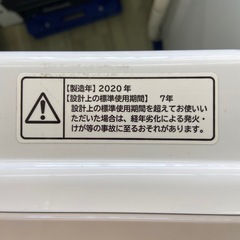 【製造年】2020年
【設計上の標準使用期間】 7年
設計上の標準使用期間を超えてお使いい
ただいた場合は、経年劣化による発火・
けが等の事故に至るおそれがあります。